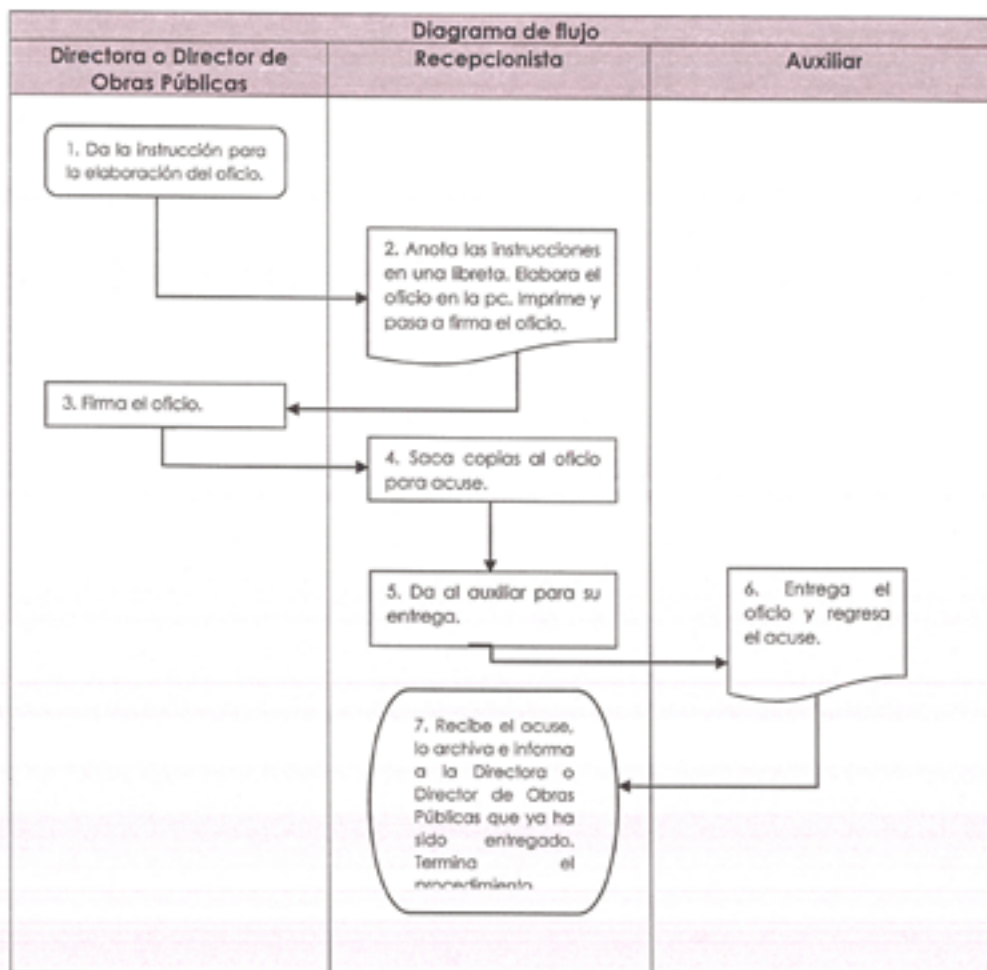 Diagrama de flujo
Directora o Director de
Obras Públicas
Recepcionista
Auxiliar
1. Da la instrucción para
la elaboración del oficio.
2. Anota las instrucciones
en una libreta. Elabora el
oficio en la pc. Imprime y
pasa a firma el oficio.
3. Firma el oficio.
4. Saca copias al oficio
para acuse.
5. Da al auxiliar para su
entrega.
6. Entrega el
oficio y regresa
el acuse.
7. Recibe el acuse,
lo archiva e informa
a la Directora o
Director de Obras
Públicas que ya ha
sido entregado.
Termina el
procedimiento